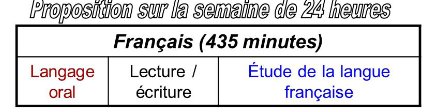 Proposition sur la semaine de 24 heures
Français (435 minutes)
Langage Lecture / Étude de la langue
oral écriture française